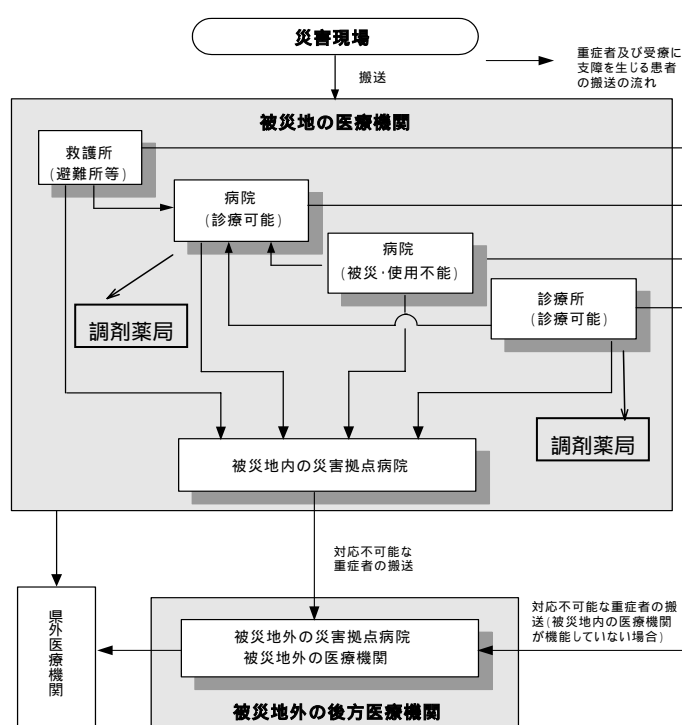 災害現場
搬送
重症者及び受療に
支障を生じる患者
の搬送の流れ
被災地の医療機関
救護所
(避難所等)
病院
(診療可能)
病院
(被災･使用不能)
診療所
(診療可能)
調剤薬局
調剤薬局
被災地内の災害拠点病院
対応不可能な
重症者の搬送
対応不可能な重症者の搬
送(被災地内の医療機関
が機能していない場合)
県外医療機関
被災地外の災害拠点病院
被災地外の医療機関
被災地外の後方医療機関